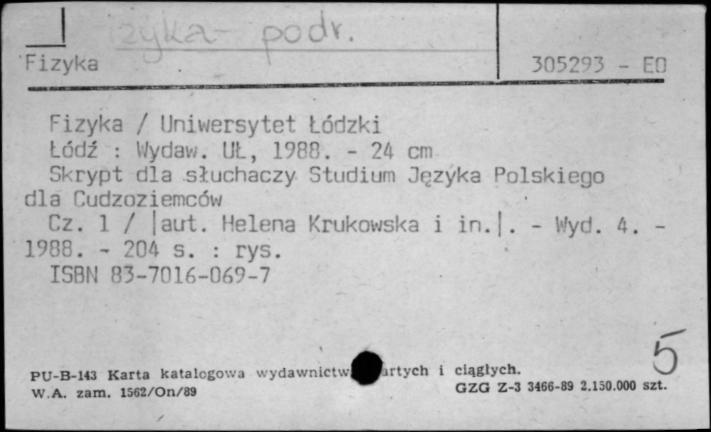 fizyka - podr.
Fizyka 305293 - EO
Fizyka / Uniwersytet Łódzki
Łódź : Wydaw. UŁ, 1988. - 24 cm
Skrypt dla słuchaczy Studium Języka Polskiego
dla Cudzoziemców
Cz. 1 / |aut. Helena Krukowska i in.|. - Wyd. 4. -
1988. - 204 s. : rys.
ISBN 83-7016-069-7
5
PU-B-143 Karta katalogowa wydawnictw artych i ciągłych.
W.A. zam. 1562/On/89 GZG Z-3 3466-89 2.150.000 szt.